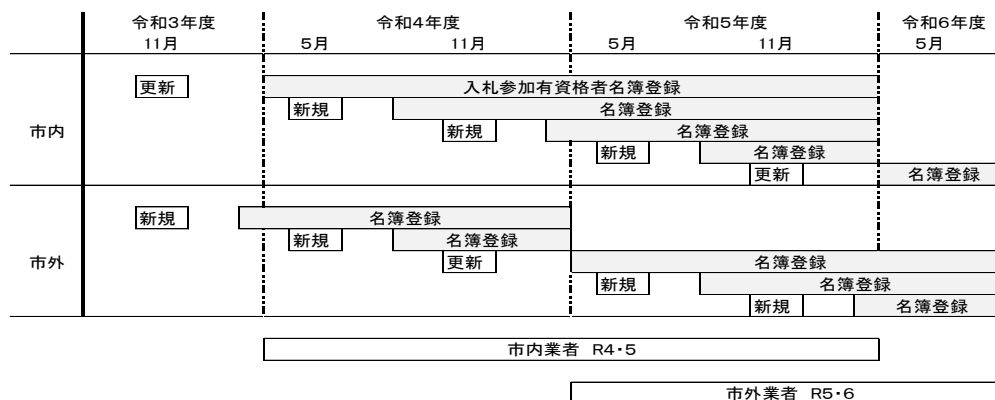 令和3年度 令和4年度 令和5年度 令和6年度
11月 5月 11月 5月 11月 5月
更新 入札参加有資格者名簿登録
新規 名簿登録
市内 新規 名簿登録
新規 名簿登録
更新 名簿登録
新規 名簿登録
新規 名簿登録
市外 更新 名簿登録
新規 名簿登録
新規 名簿登録
市内業者 R4・5
市外業者 R5・6